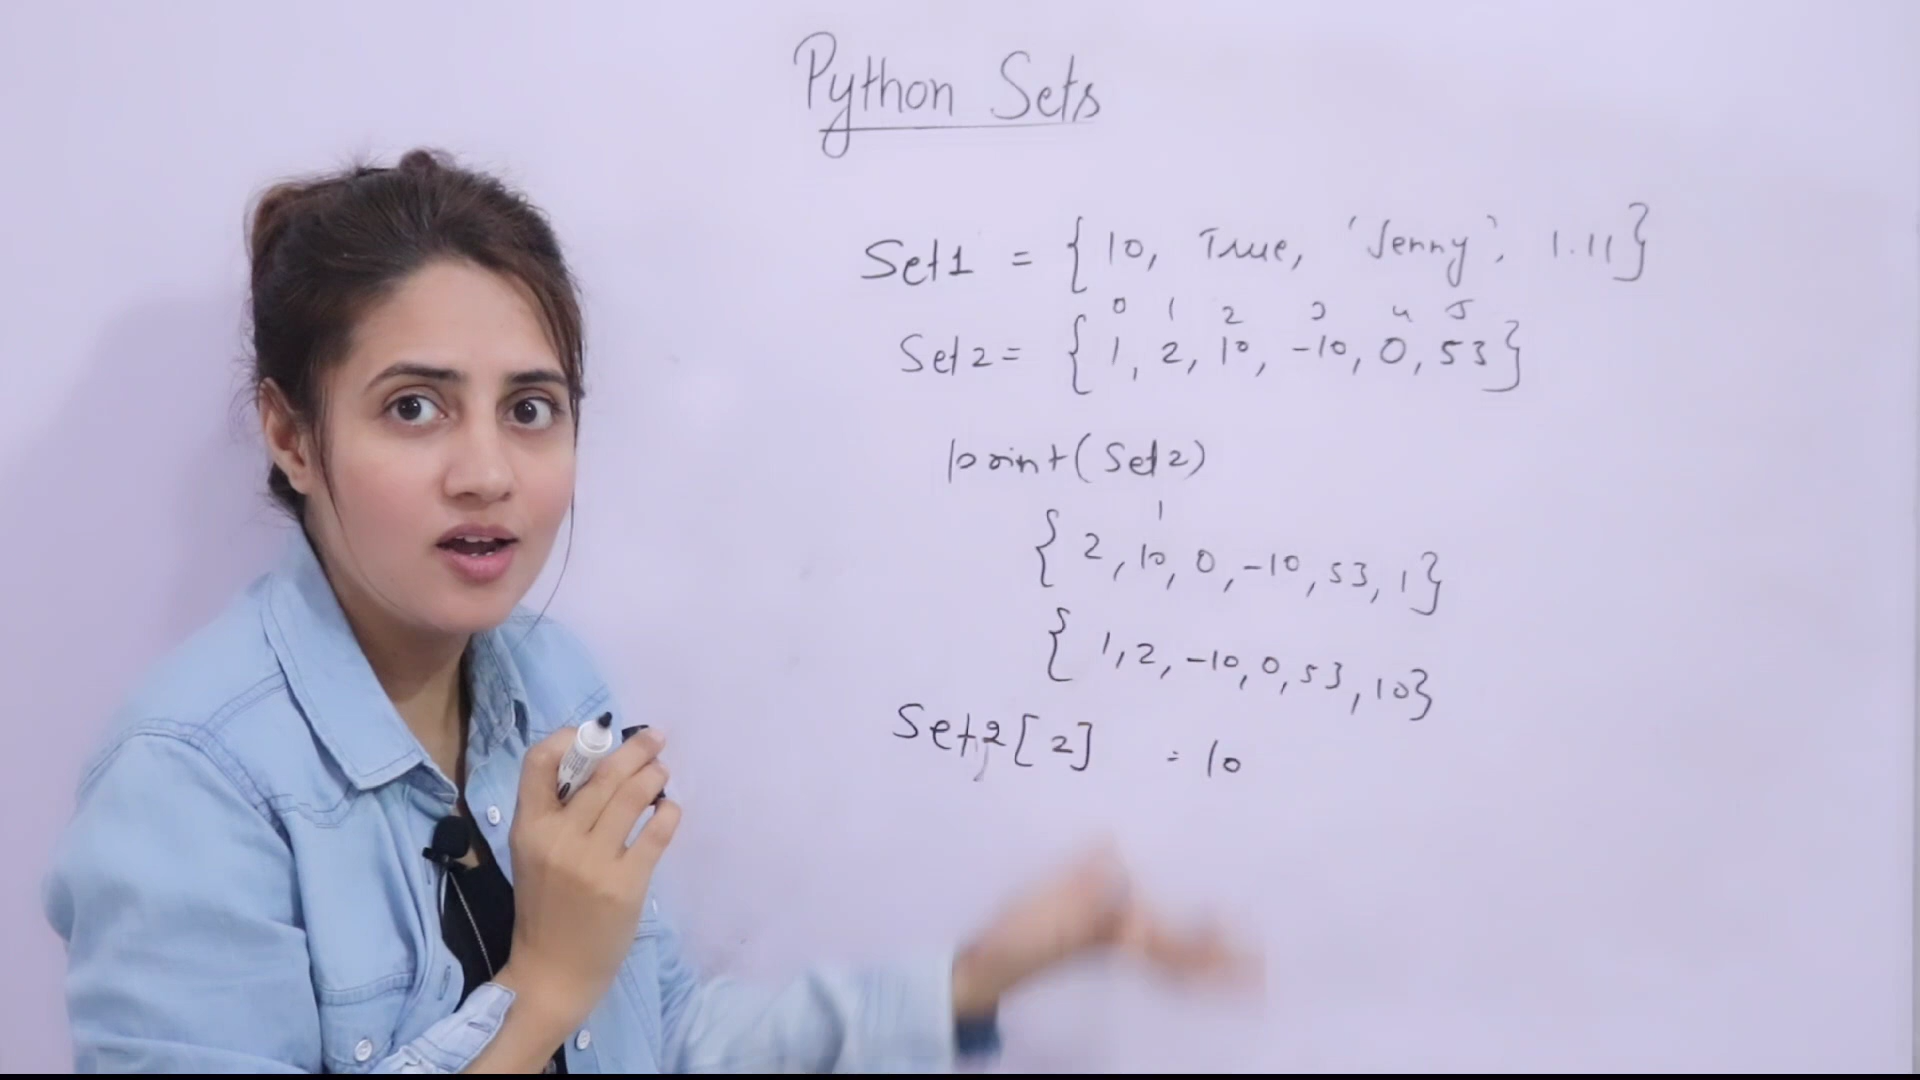 Python Sets
Set1 = {10, True, 'Jenny', 1.11}
0 1 2 3 4 5
Set2 = {1, 2, 10, -10, 0, 53}
print(Set2)
1
{2, 10, 0, -10, 53, 1}
{1, 2, -10, 0, 53, 10}
Set2[2] = 10